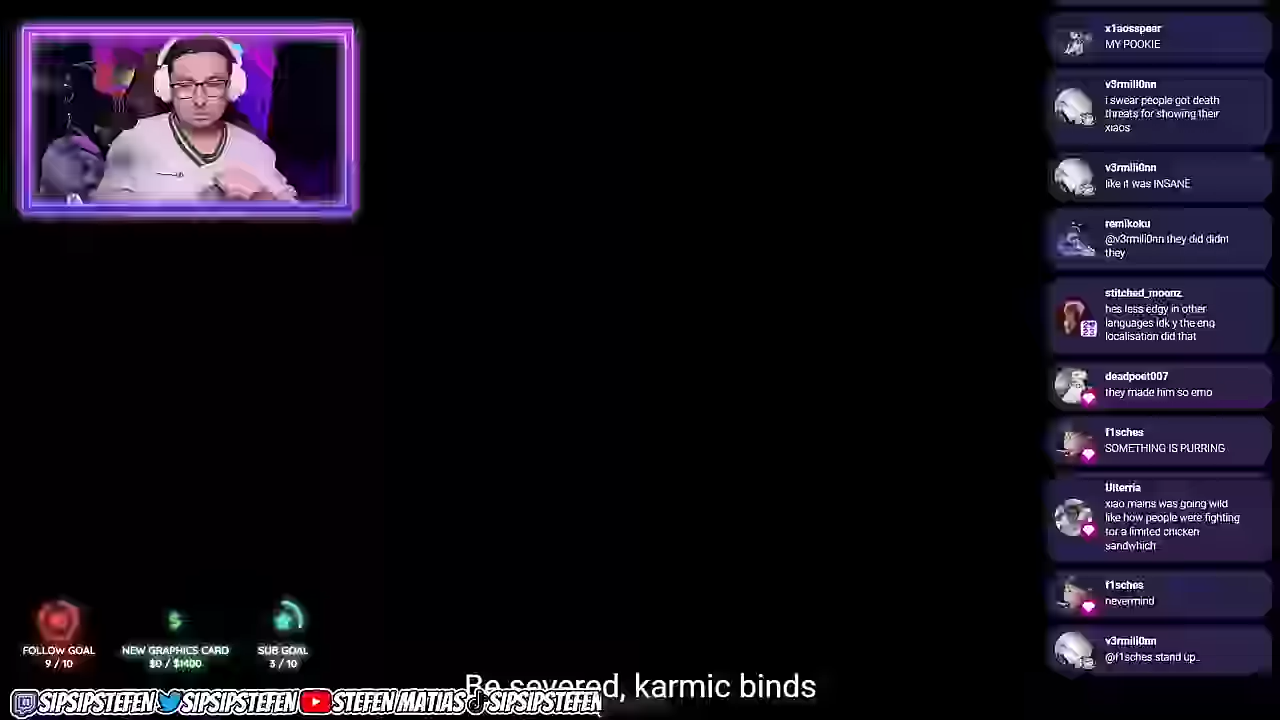 x1aosspear
MY POOKIE
v3rmili0nn
i swear people got death
threats for showing their
xiaos
v3rmili0nn
like it was INSANE
remikoku
@v3rmili0nn they did didnt
they
stitched_moonz
hes less edgy in other
languages idk y the eng
localisation did that
deadpoet007
they made him so emo
f1sches
SOMETHING IS PURRING
Ulterria
xiao mains was going wild
like how people were fighting
for a limited chicken
sandwhich
f1sches
nevermind
v3rmili0nn
@f1sches stand up
FOLLOW GOAL
9 / 10
NEW GRAPHICS CARD
$0 / $1400
SUB GOAL
3 / 10
Be severed, karmic binds
SIPSIPSTEFEN SIPSIPSTEFEN STEFEN MATIAS SIPSIPSTEFEN